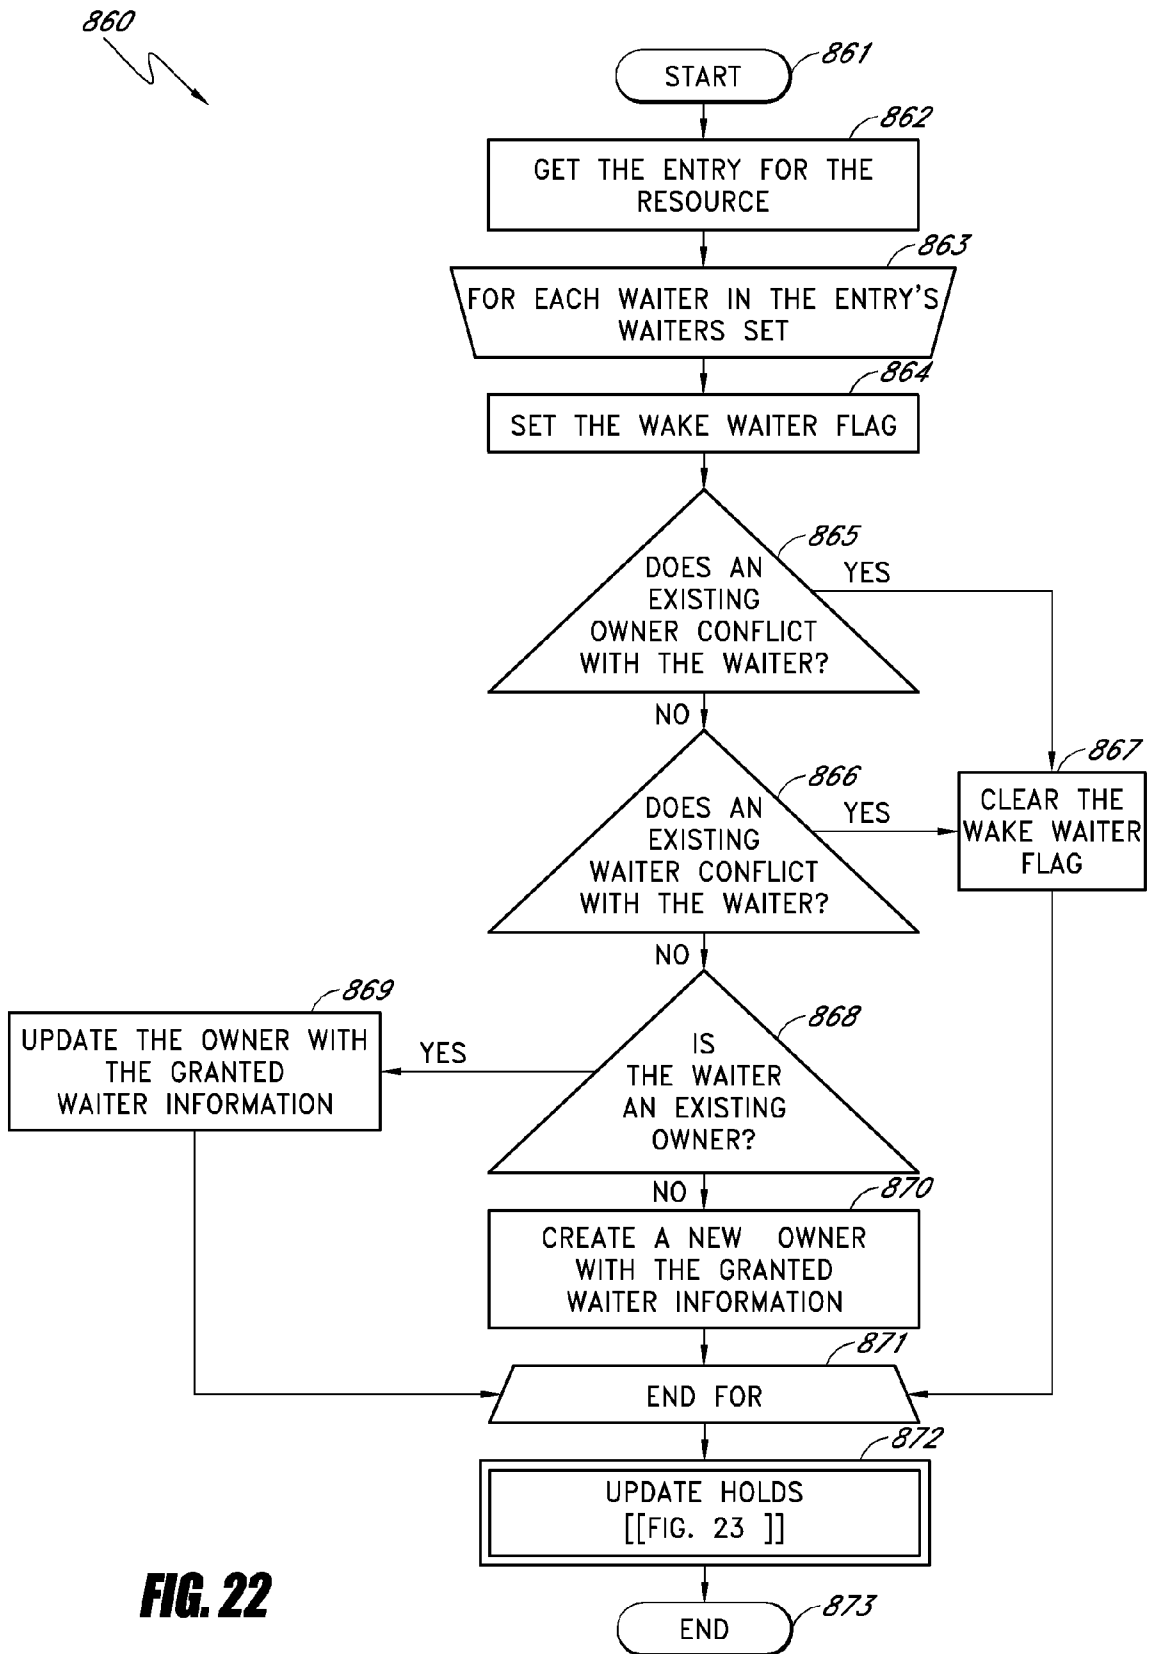 860
START
861
862
GET THE ENTRY FOR THE
RESOURCE
863
FOR EACH WAITER IN THE ENTRY'S
WAITERS SET
864
SET THE WAKE WAITER FLAG
865
DOES AN
EXISTING
OWNER CONFLICT
WITH THE WAITER?
YES
NO
866
DOES AN
EXISTING
WAITER CONFLICT
WITH THE WAITER?
YES
867
CLEAR THE
WAKE WAITER
FLAG
NO
868
IS
THE WAITER
AN EXISTING
OWNER?
YES
869
UPDATE THE OWNER WITH
THE GRANTED
WAITER INFORMATION
NO
870
CREATE A NEW OWNER
WITH THE GRANTED
WAITER INFORMATION
871
END FOR
872
UPDATE HOLDS
[[FIG. 23 ]]
END
873
FIG. 22